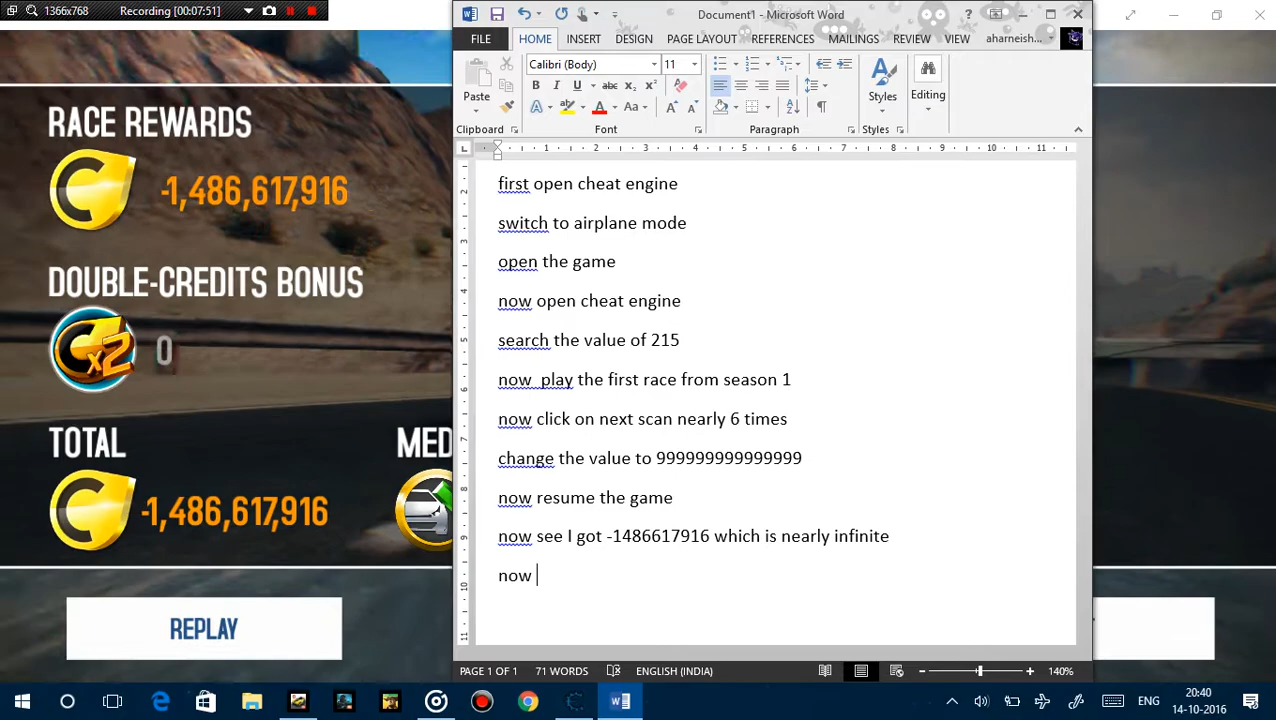 1366x768 Recording [00:07:51]
Document1 - Microsoft Word
FILE HOME INSERT DESIGN PAGE LAYOUT REFERENCES MAILINGS REVIEW VIEW aharneish...
Calibri (Body) 11
Paste Styles Editing
Clipboard Font Paragraph Styles
RACE REWARDS
-1,486,617,916
DOUBLE-CREDITS BONUS
x2 0
TOTAL MED
-1,486,617,916
REPLAY
first open cheat engine
switch to airplane mode
open the game
now open cheat engine
search the value of 215
now play the first race from season 1
now click on next scan nearly 6 times
change the value to 999999999999999
now resume the game
now see I got -1486617916 which is nearly infinite
now
PAGE 1 OF 1 71 WORDS ENGLISH (INDIA) 140%
ENG 20:40
14-10-2016